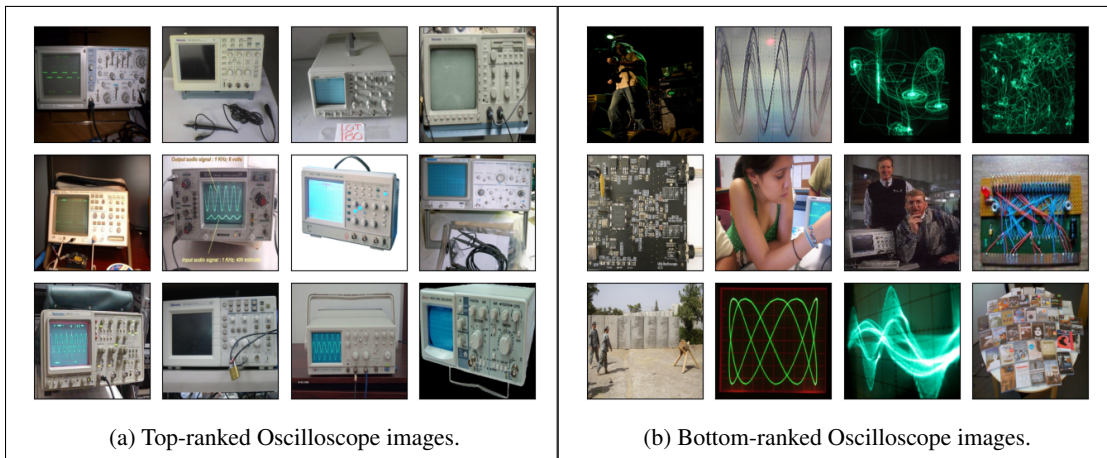 Output audio signal : 1 KHz, 6 volts
Input audio signal : 1 KHz, 400 millivolts
(a) Top-ranked Oscilloscope images.
(b) Bottom-ranked Oscilloscope images.